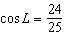 cos L = 24/25